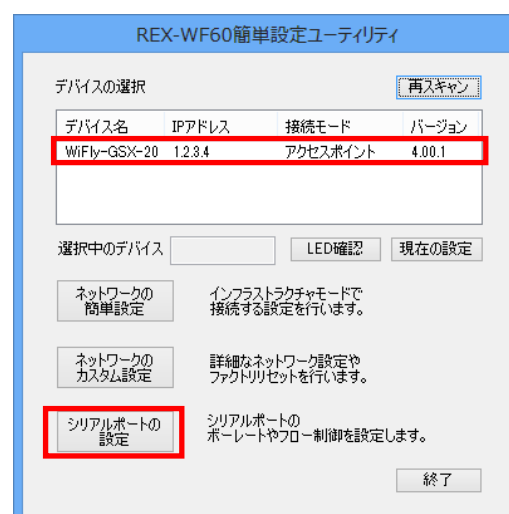 REX-WF60簡単設定ユーティリティ
デバイスの選択 再スキャン
デバイス名 IPアドレス 接続モード バージョン
WiFly-GSX-20 1.2.3.4 アクセスポイント 4.00.1
選択中のデバイス LED確認 現在の設定
ネットワークの
簡単設定
インフラストラクチャモードで
接続する設定を行います。
ネットワークの
カスタム設定
詳細なネットワーク設定や
ファクトリリセットを行います。
シリアルポートの
設定
シリアルポートの
ボーレートやフロー制御を設定します。
終了